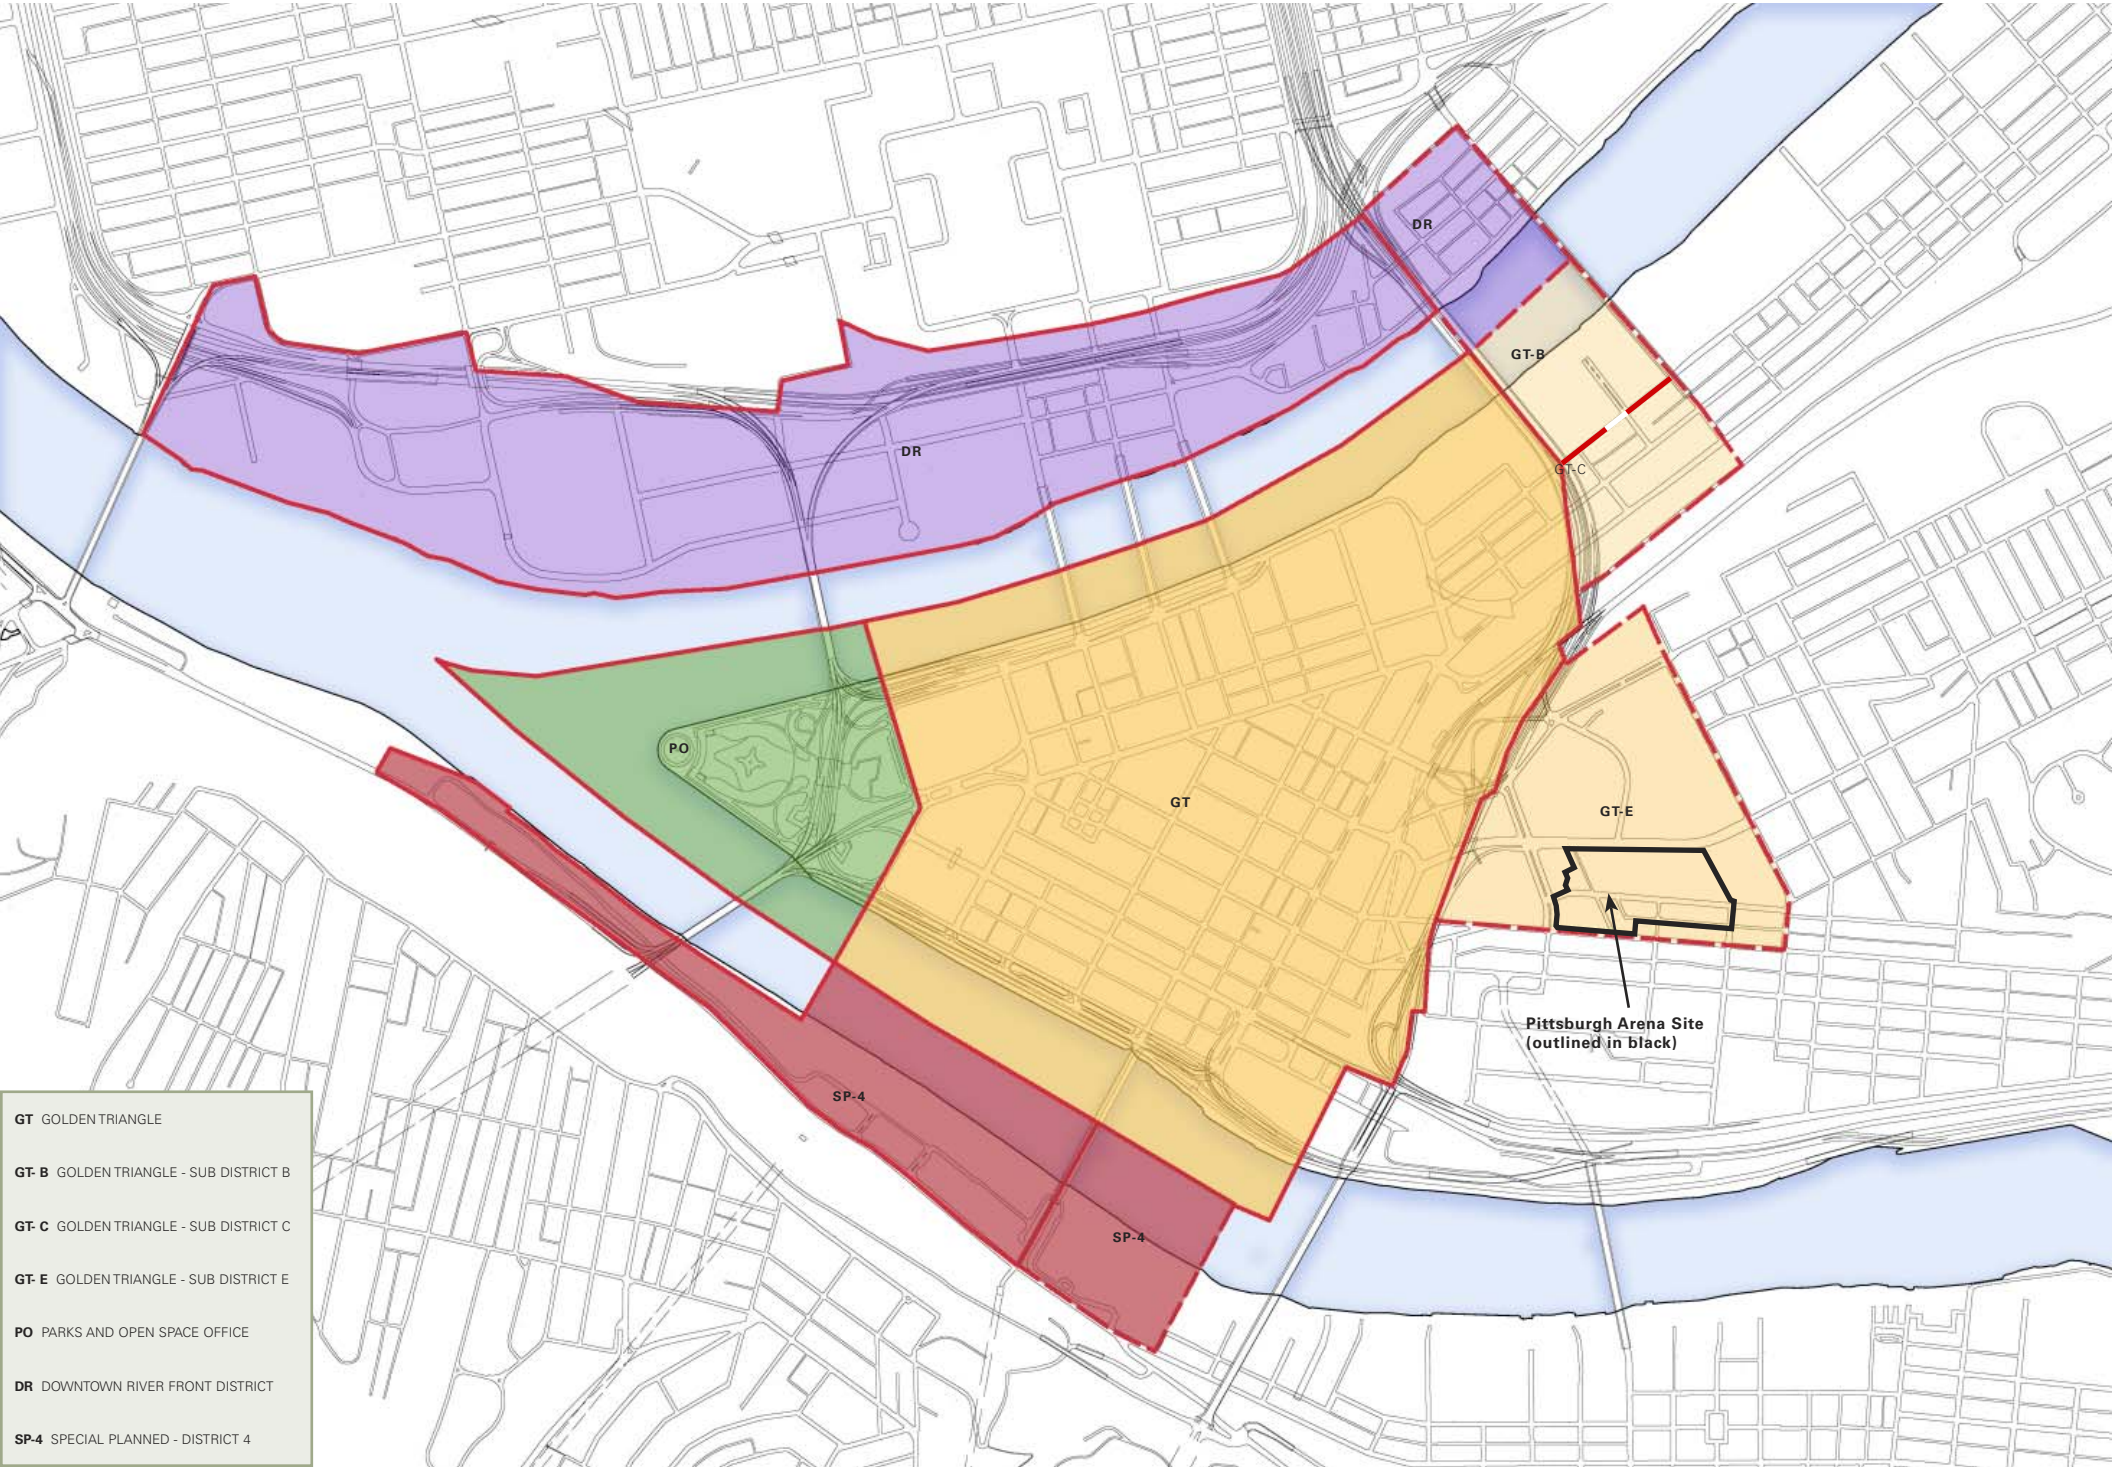 DR
GT-B
DR
GT-C
PO
GT
GT-E
Pittsburgh Arena Site
(outlined in black)
SP-4
SP-4
GT GOLDEN TRIANGLE
GT- B GOLDEN TRIANGLE - SUB DISTRICT B
GT- C GOLDEN TRIANGLE - SUB DISTRICT C
GT- E GOLDEN TRIANGLE - SUB DISTRICT E
PO PARKS AND OPEN SPACE OFFICE
DR DOWNTOWN RIVER FRONT DISTRICT
SP-4 SPECIAL PLANNED - DISTRICT 4